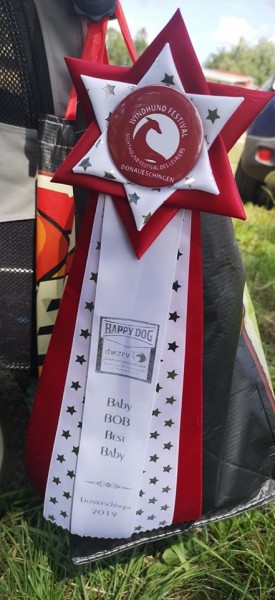 WINDHUND FESTIVAL
DONAUESCHINGEN
HAPPY DOG
dwzrv
Baby
BOB
Best
Baby
Donaueschingen
2019